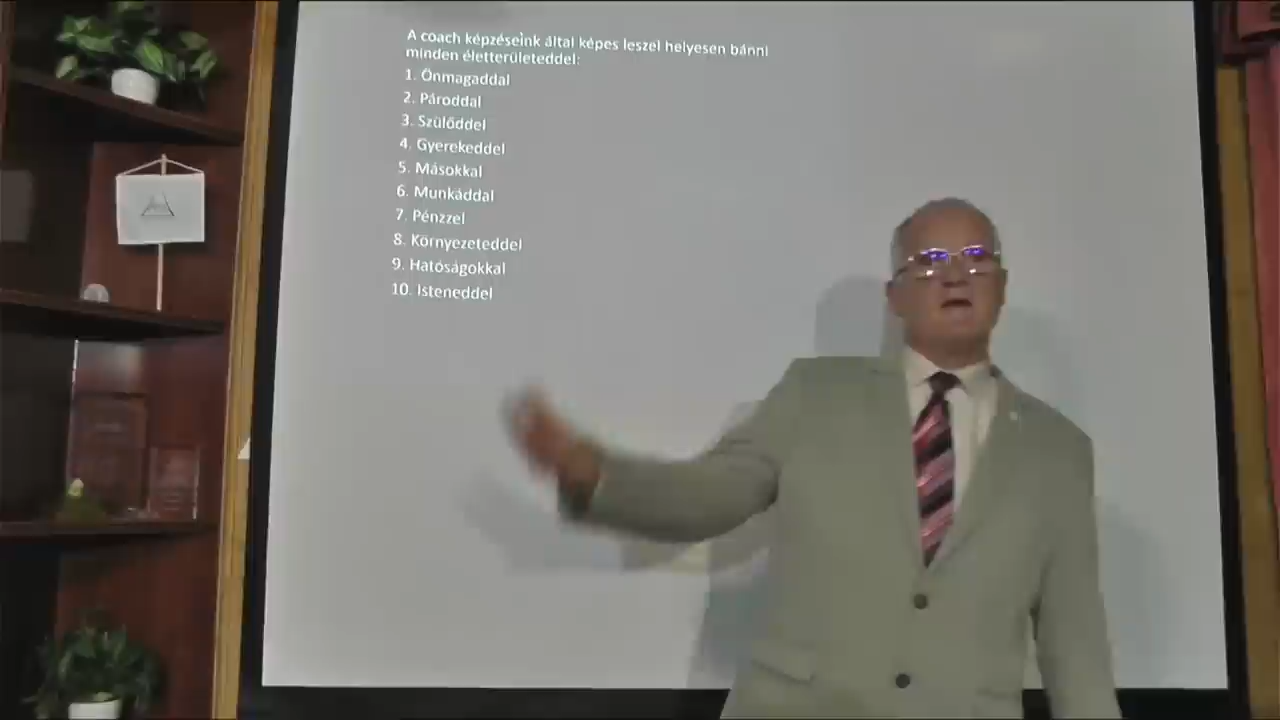 A coach képzéseink által képes leszel helyesen bánni
minden életterületeddel:
1. Önmagaddal
2. Pároddal
3. Szülőddel
4. Gyerekeddel
5. Másokkal
6. Munkáddal
7. Pénzzel
8. Környezeteddel
9. Hatóságokkal
10. Isteneddel